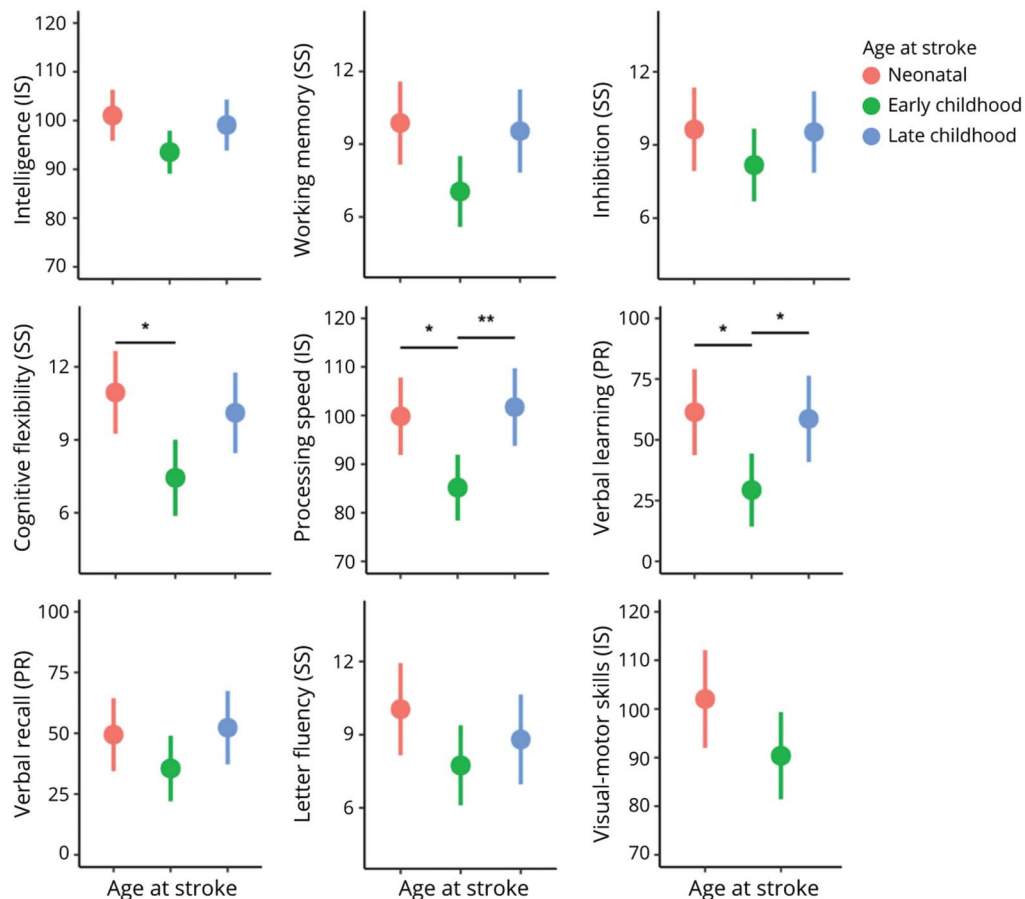 Intelligence (IS)
120
110
100
90
80
70
Working memory (SS)
12
9
6
Inhibition (SS)
12
9
6
Age at stroke
Neonatal
Early childhood
Late childhood
Cognitive flexibility (SS)
12
9
6
*
Processing speed (IS)
120
110
100
90
80
70
*
**
Verbal learning (PR)
100
75
50
25
0
*
*
Verbal recall (PR)
100
75
50
25
0
Age at stroke
Letter fluency (SS)
12
9
6
Age at stroke
Visual-motor skills (IS)
120
110
100
90
80
70
Age at stroke